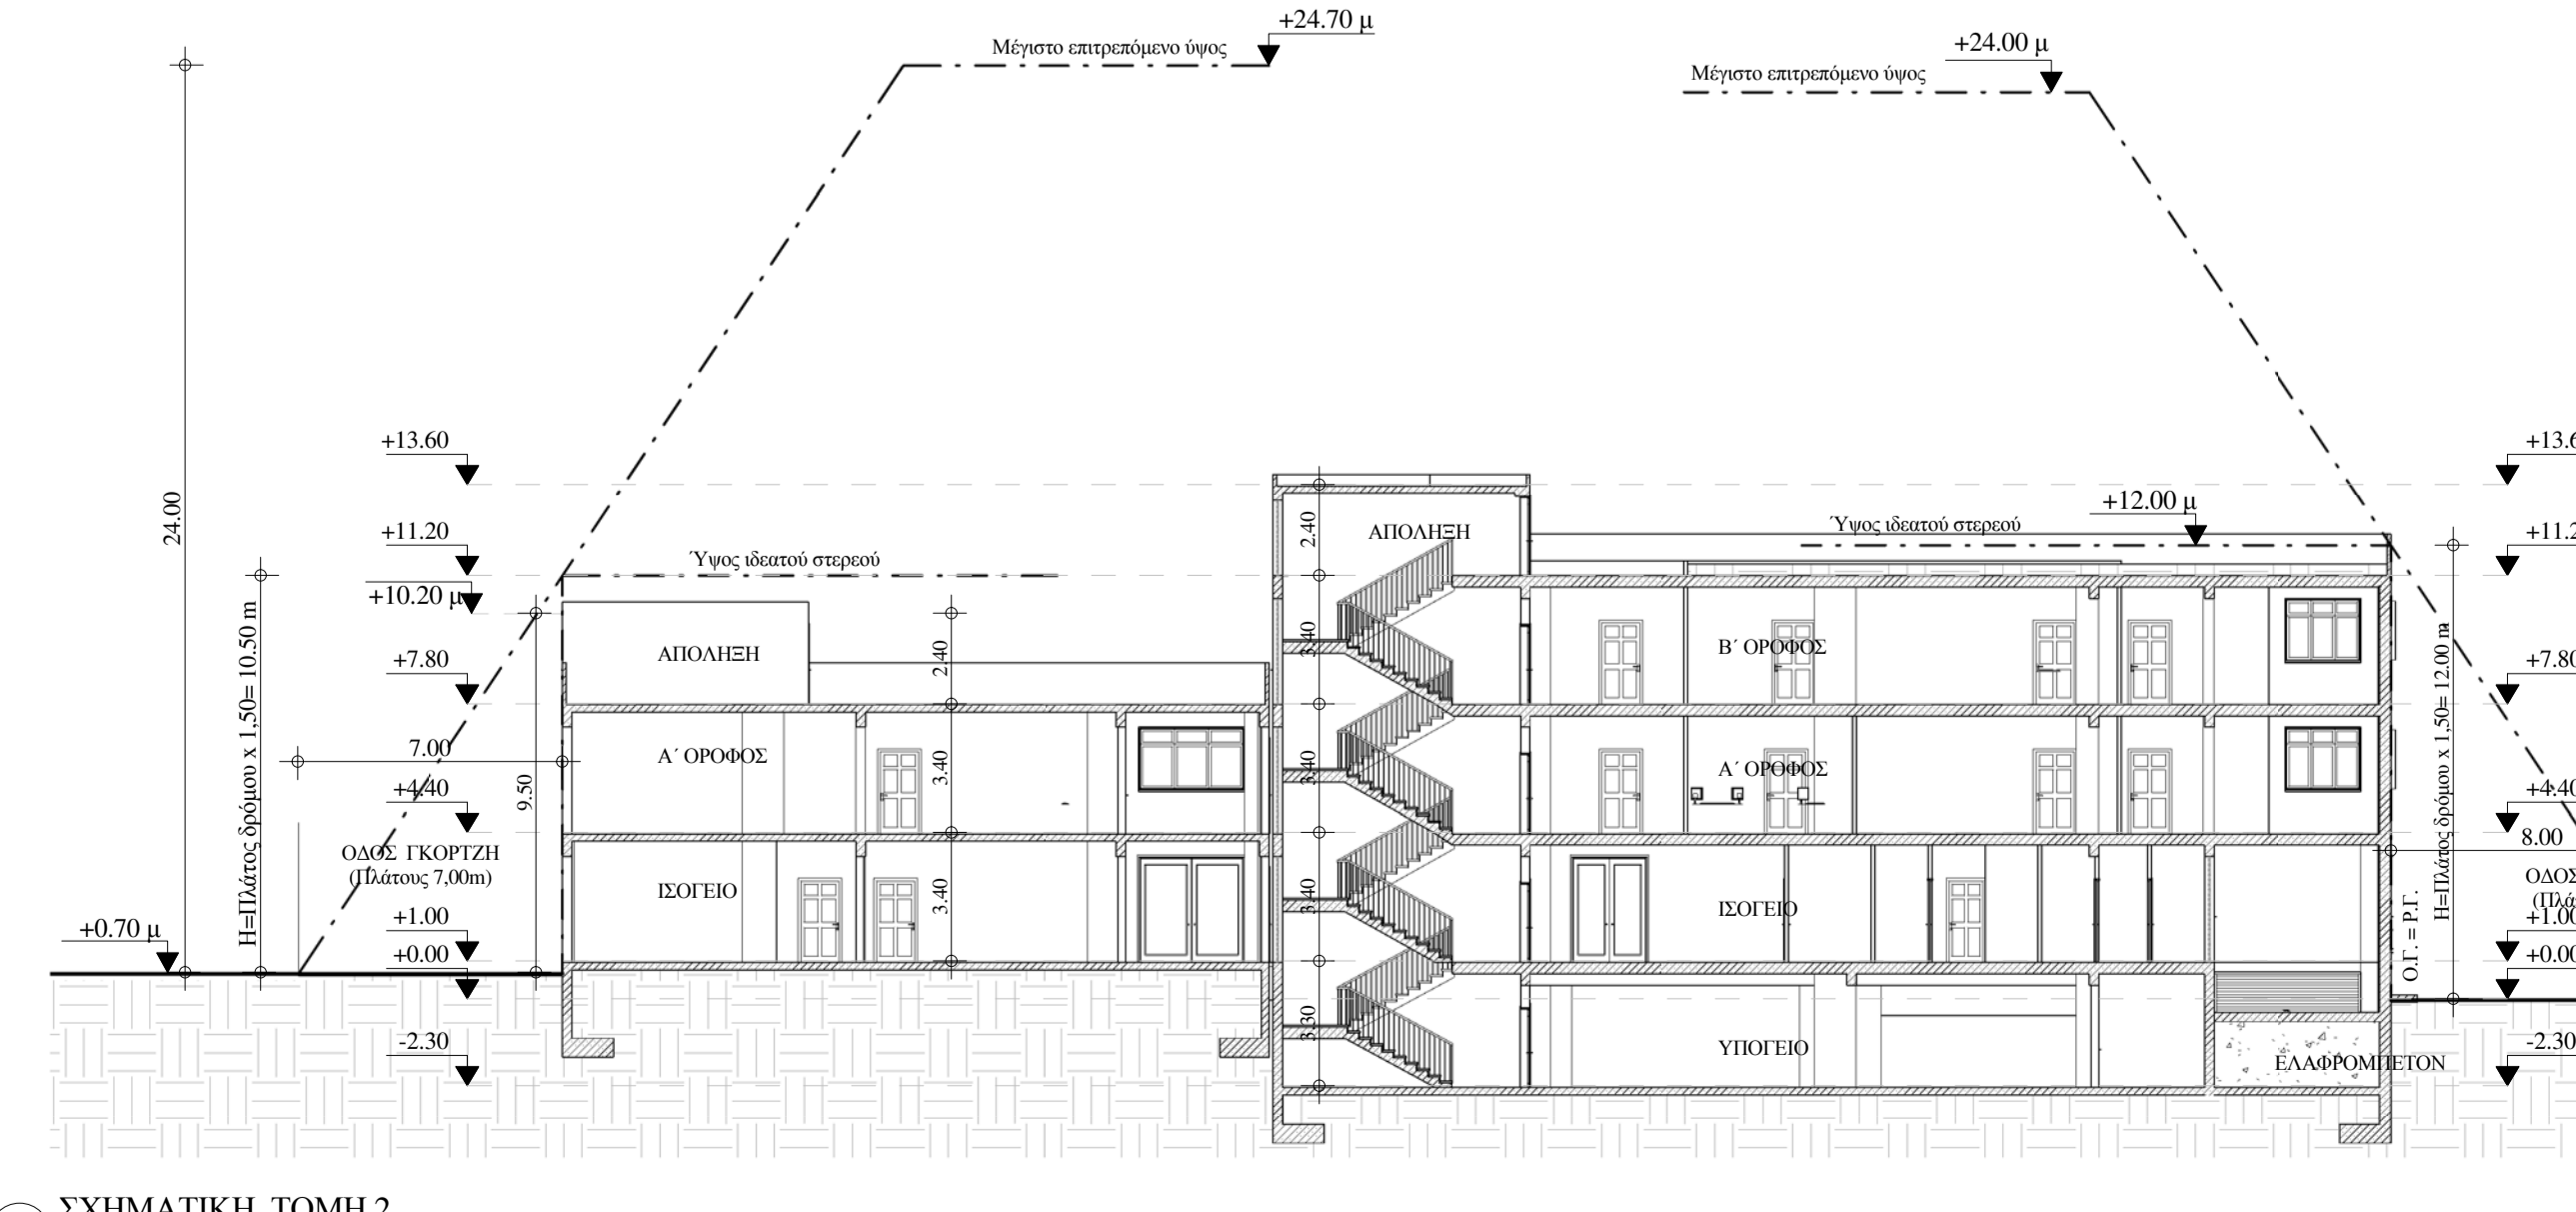 +24.70 μ
Μέγιστο επιτρεπόμενο ύψος
+24.00 μ
Μέγιστο επιτρεπόμενο ύψος
24.00
+13.60
+11.20
+10.20 μ
+7.80
+4.40
+1.00
+0.00
-2.30
+0.70 μ
Η=Πλάτος δρόμου x 1,50= 10.50 m
7.00
9.50
ΟΔΟΣ ΓΚΟΡΤΖΗ
(Πλάτους 7,00m)
Ύψος ιδεατού στερεού
ΑΠΟΛΗΞΗ
Α΄ ΟΡΟΦΟΣ
ΙΣΟΓΕΙΟ
2.40
3.40
3.40
2.40
3.40
3.40
3.40
3.30
ΑΠΟΛΗΞΗ
Ύψος ιδεατού στερεού
+12.00 μ
Β΄ ΟΡΟΦΟΣ
Α΄ ΟΡΟΦΟΣ
ΙΣΟΓΕΙΟ
ΥΠΟΓΕΙΟ
ΕΛΑΦΡΟΜΠΕΤΟΝ
Ο.Γ. = Ρ.Γ.
Η=Πλάτος δρόμου x 1,50= 12.00 m
+13.6
+11.2
+7.80
+4.40
8.00
ΟΔΟΣ
(Πλά
+1.00
+0.00
-2.30
ΣΧΗΜΑΤΙΚΗ ΤΟΜΗ 2